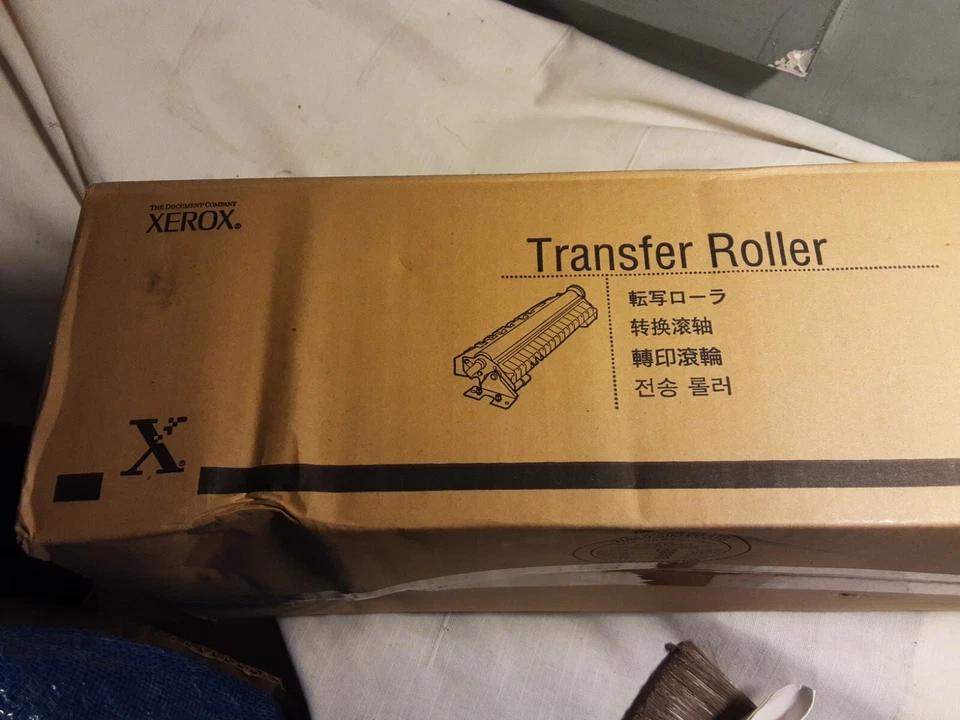 THE DOCUMENT COMPANY
XEROX®
Transfer Roller
転写ローラ
转换滚轴
轉印滾輪
전송 롤러
X®